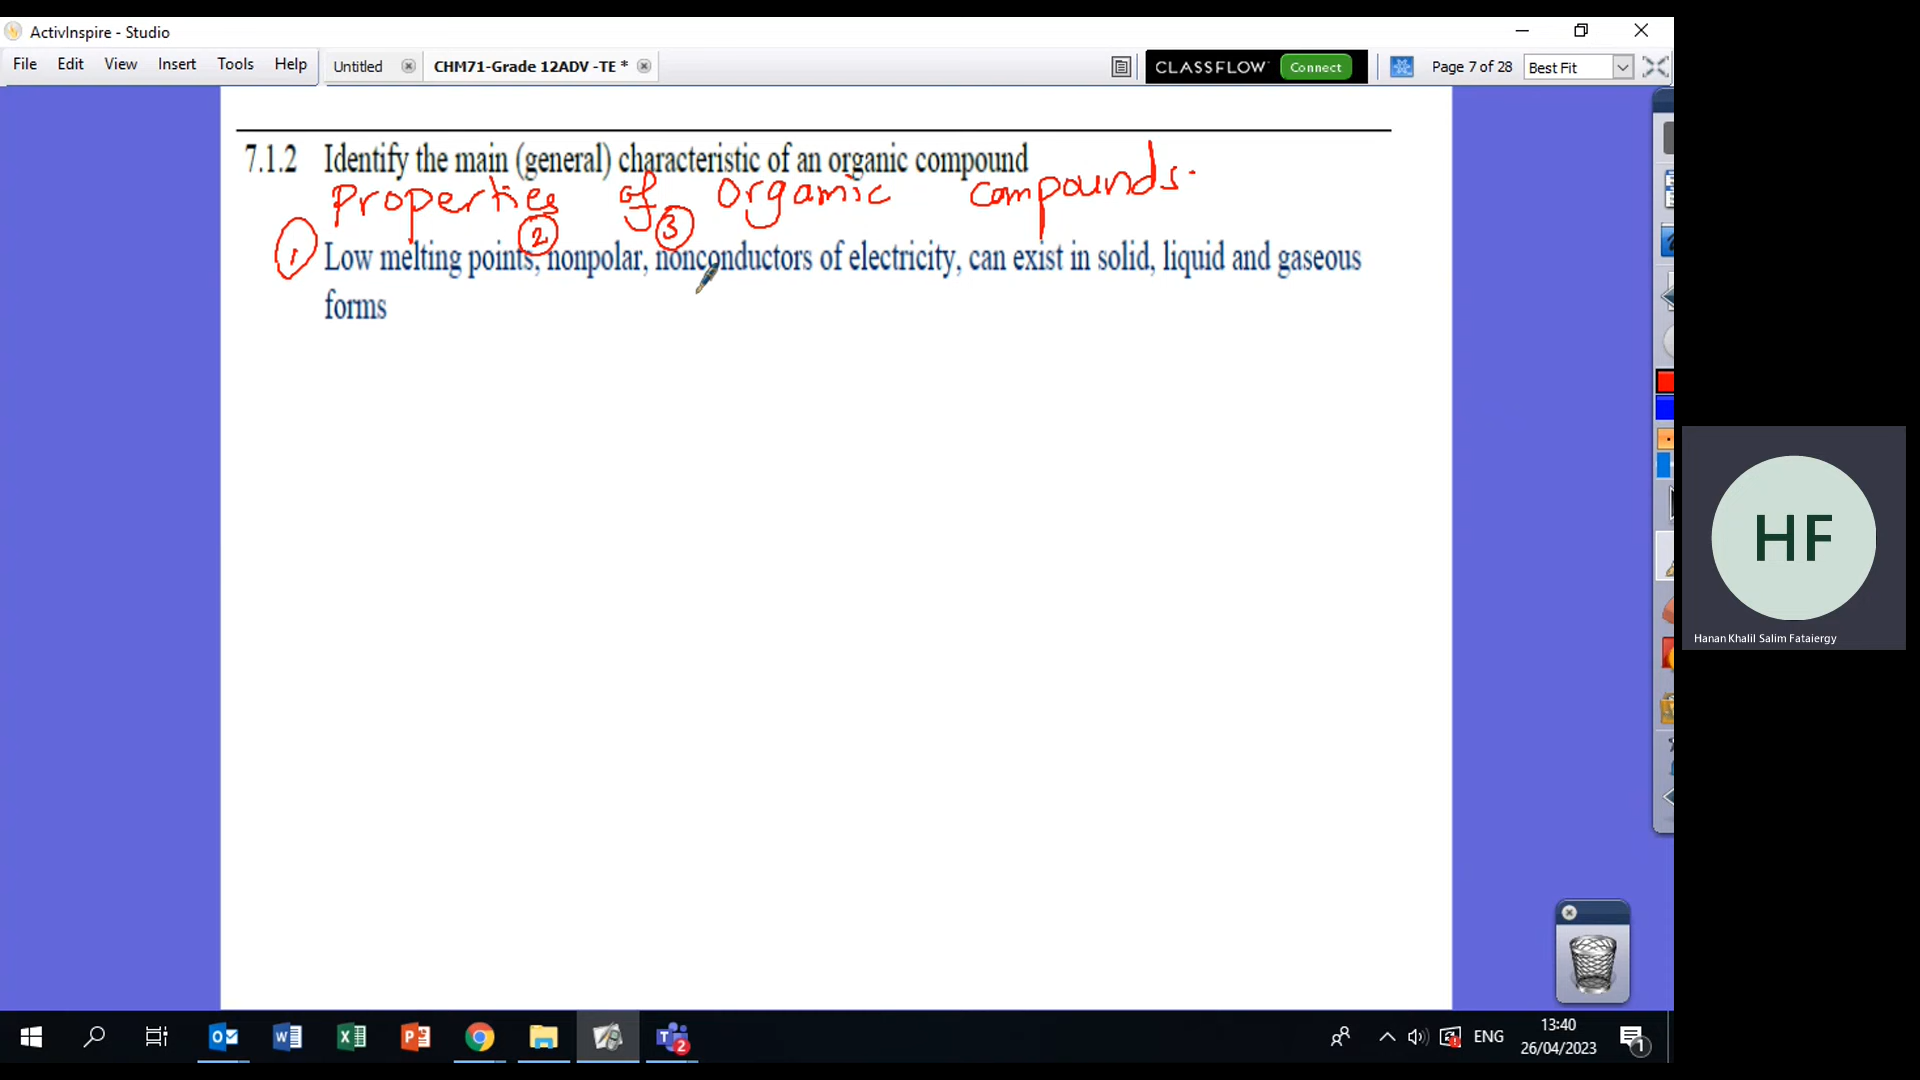 ActivInspire - Studio
File Edit View Insert Tools Help
Untitled
CHM71-Grade 12ADV -TE *
CLASSFLOW Connect
Page 7 of 28
Best Fit
7.1.2 Identify the main (general) characteristic of an organic compound
Properties of organic compounds.
1 2 3
Low melting points, nonpolar, nonconductors of electricity, can exist in solid, liquid and gaseous
forms
HF
Hanan Khalil Salim Fataiergy
2
ENG
13:40
26/04/2023
1